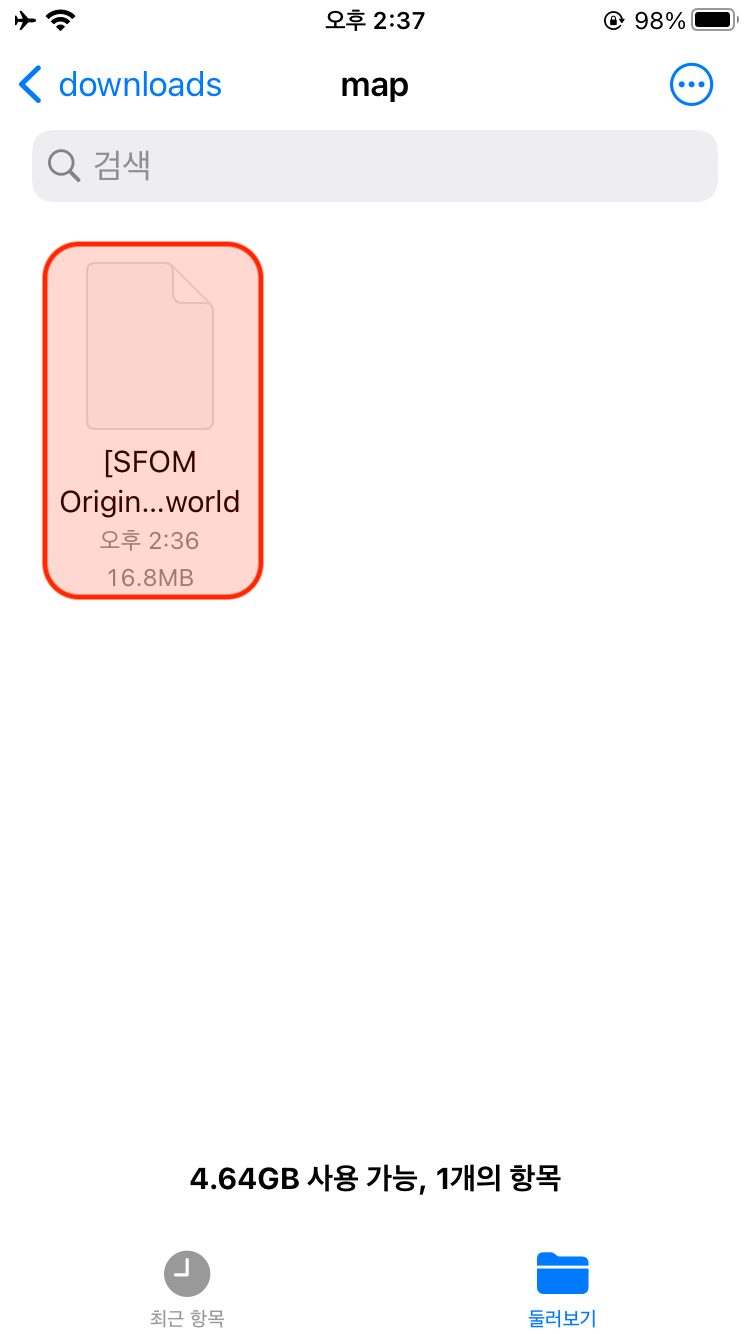 오후 2:37
98%
downloads
map
검색
[SFOM
Origin...world
오후 2:36
16.8MB
4.64GB 사용 가능, 1개의 항목
최근 항목
둘러보기